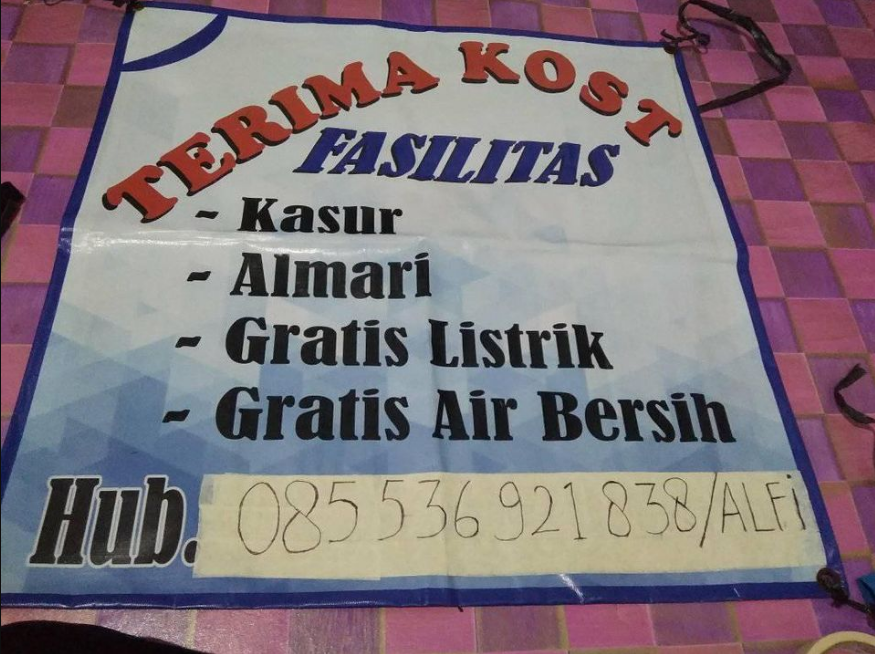 TERIMA KOST
FASILITAS
- Kasur
- Almari
- Gratis Listrik
- Gratis Air Bersih
Hub. 085 536 921 838/ALFi